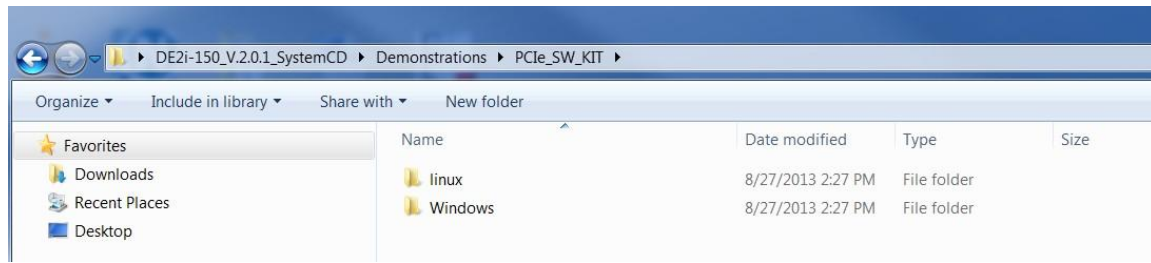 DE2i-150_V.2.0.1_SystemCD Demonstrations PCIe_SW_KIT
Organize Include in library Share with New folder
Favorites
Downloads
Recent Places
Desktop
Name Date modified Type Size
linux 8/27/2013 2:27 PM File folder
Windows 8/27/2013 2:27 PM File folder